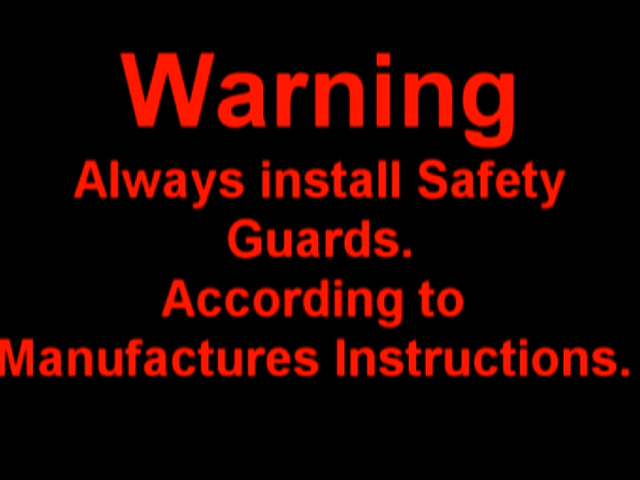 Warning
Always install Safety
Guards.
According to
Manufactures Instructions.